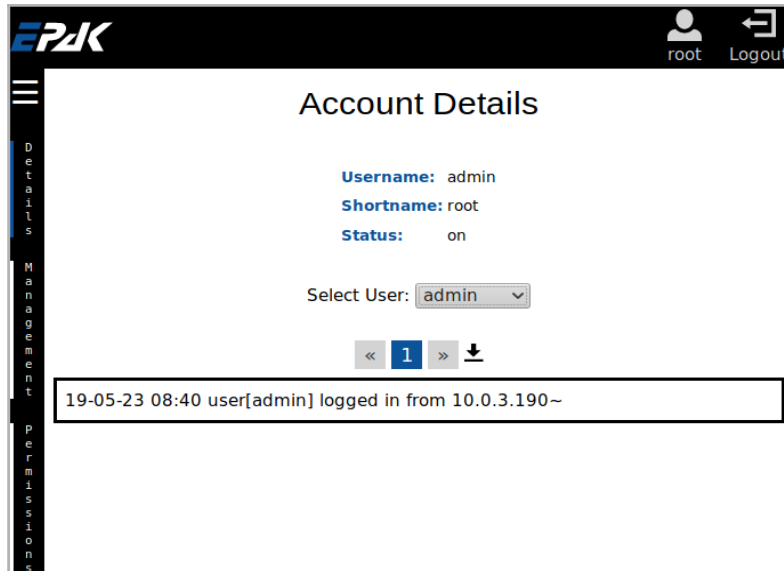 EPAK
root
Logout
Account Details
Details
Username: admin
Shortname: root
Status: on
Management
Select User: admin
« 1 »
19-05-23 08:40 user[admin] logged in from 10.0.3.190~
Permissions